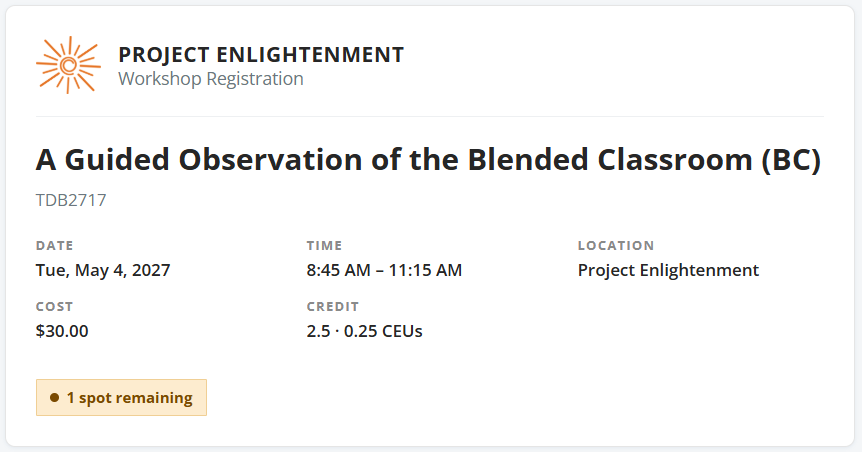 PROJECT ENLIGHTENMENT
Workshop Registration
A Guided Observation of the Blended Classroom (BC)
TDB2717
DATE
Tue, May 4, 2027
TIME
8:45 AM – 11:15 AM
LOCATION
Project Enlightenment
COST
$30.00
CREDIT
2.5 · 0.25 CEUs
1 spot remaining